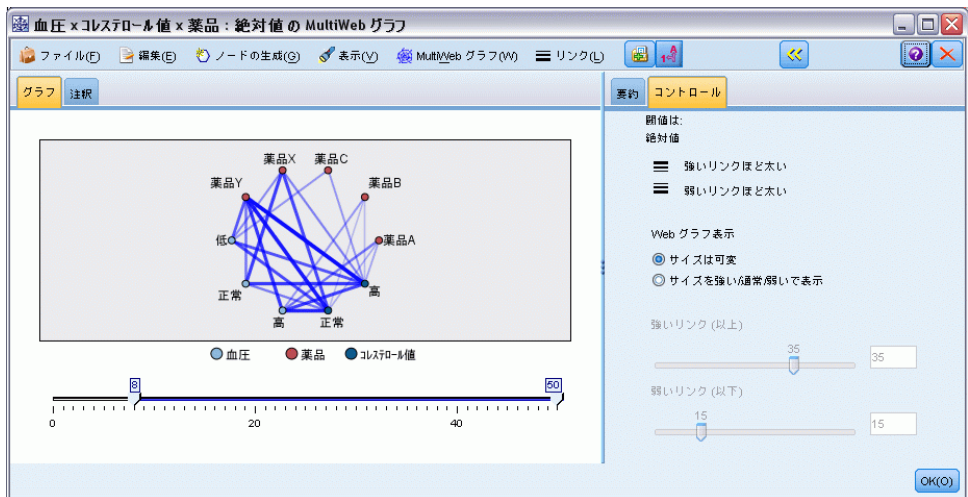 血圧 x コレステロール値 x 薬品：絶対値 の MultiWeb グラフ
ファイル(F) 編集(E) ノードの生成(G) 表示(V) MultiWeb グラフ(W) リンク(L)
グラフ 注釈
薬品X 薬品C
薬品Y 薬品B
低 薬品A
正常 高
高 正常
血圧 薬品 コレステロール値
8 50
0 20 40
要約 コントロール
閾値は:
絶対値
強いリンクほど太い
弱いリンクほど太い
Web グラフ表示
サイズは可変
サイズを強い/通常/弱いで表示
強いリンク (以上)
35 35
弱いリンク (以下)
15 15
OK(O)